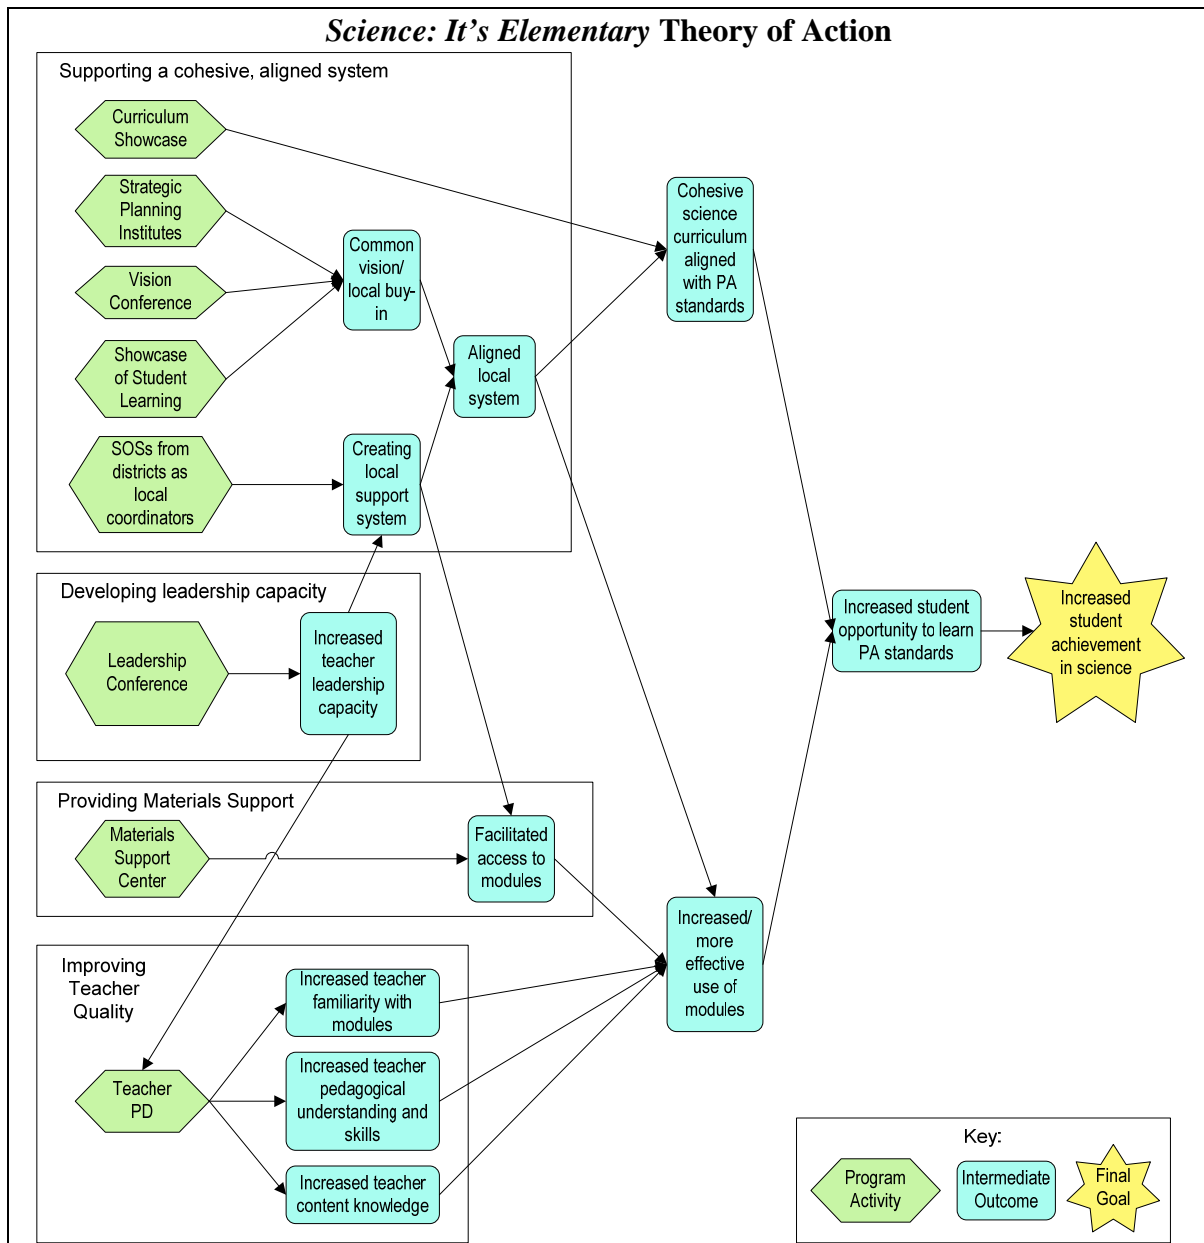 Science: It's Elementary Theory of Action
Supporting a cohesive, aligned system
Curriculum
Showcase
Strategic
Planning
Institutes
Vision
Conference
Showcase
of Student
Learning
SOSs from
districts as
local
coordinators
Common
vision/
local buy-
in
Creating
local
support
system
Aligned
local
system
Cohesive
science
curriculum
aligned
with PA
standards
Developing leadership capacity
Leadership
Conference
Increased
teacher
leadership
capacity
Increased student
opportunity to learn
PA standards
Increased
student
achievement
in science
Providing Materials Support
Materials
Support
Center
Facilitated
access to
modules
Increased/
more
effective
use of
modules
Improving
Teacher
Quality
Teacher
PD
Increased teacher
familiarity with
modules
Increased teacher
pedagogical
understanding and
skills
Increased teacher
content knowledge
Key:
Program
Activity
Intermediate
Outcome
Final
Goal